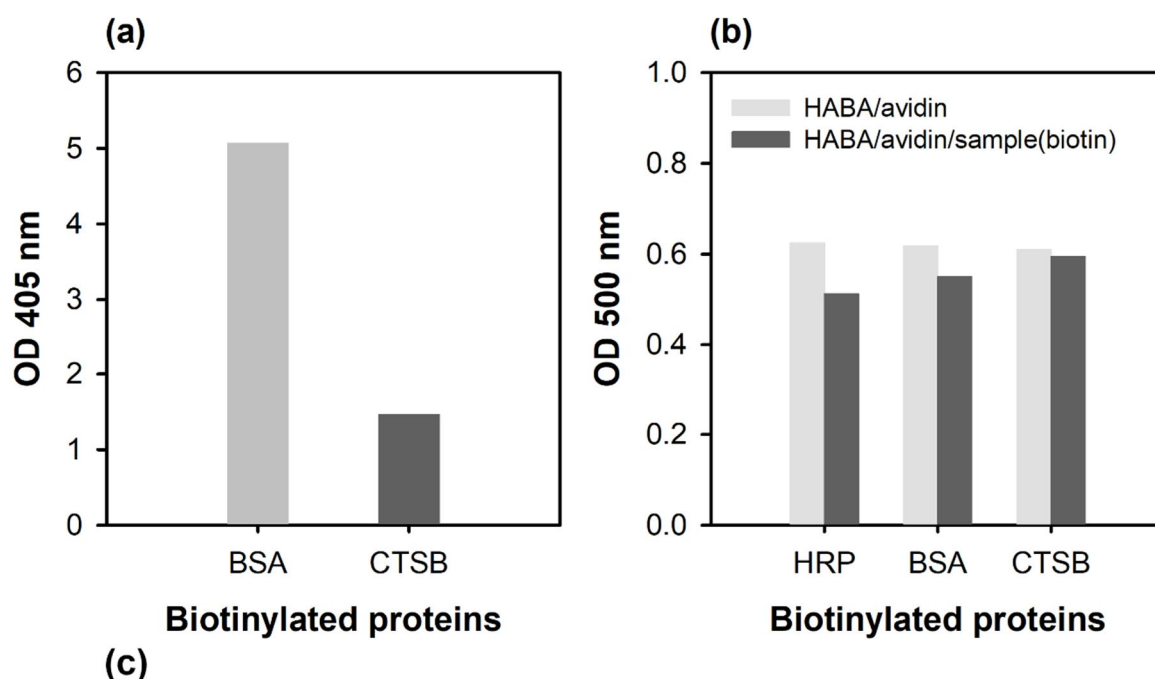 (a)
6
5
4
3
2
1
0
OD 405 nm
BSA CTSB
Biotinylated proteins
(b)
1.0
0.8
0.6
0.4
0.2
0.0
OD 500 nm
HABA/avidin
HABA/avidin/sample(biotin)
HRP BSA CTSB
Biotinylated proteins
(c)